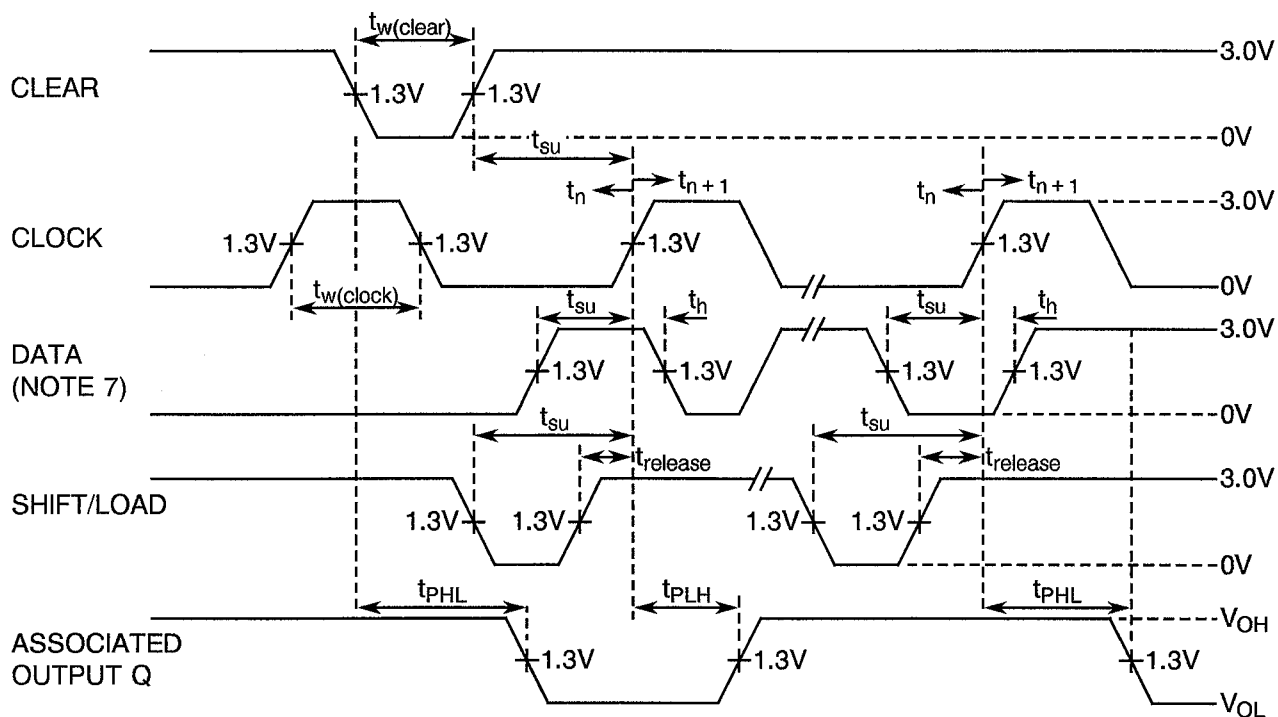 tw(clear)
3.0V
CLEAR
1.3V 1.3V
0V
tsu
tn tn + 1 tn tn + 1
3.0V
CLOCK
1.3V 1.3V 1.3V 1.3V
0V
tw(clock)
tsu th tsu th
3.0V
DATA
(NOTE 7)
1.3V 1.3V 1.3V 1.3V
0V
tsu tsu
trelease trelease
3.0V
SHIFT/LOAD
1.3V 1.3V 1.3V 1.3V
0V
tPHL tPLH tPHL
VOH
ASSOCIATED
OUTPUT Q
1.3V 1.3V 1.3V
VOL